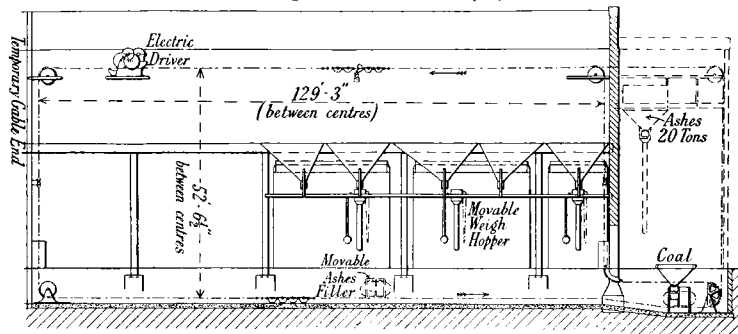 Electric
Driver
Temporary Gable End
129'-3"
(between centres)
Ashes
20 Tons
52' 6½"
between centres
Movable
Weigh
Hopper
Movable
Ashes
Filler
Coal